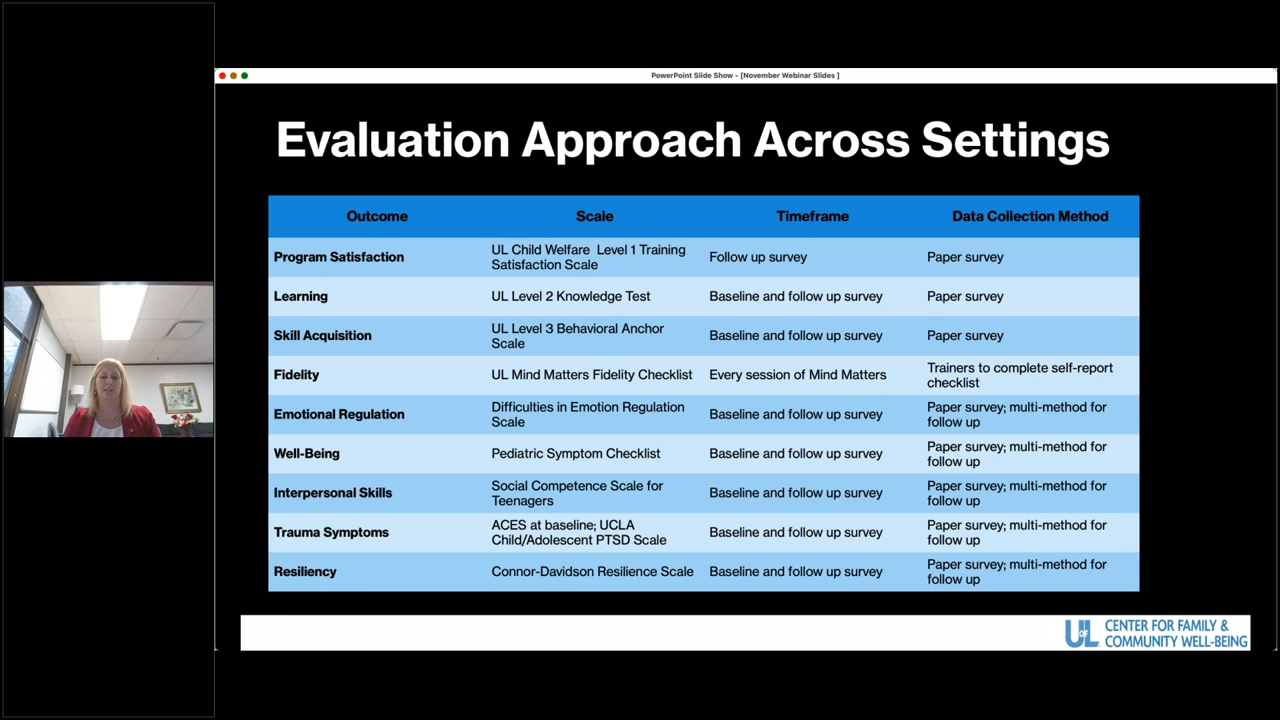 PowerPoint Slide Show - [November Webinar Slides ]
Evaluation Approach Across Settings
Outcome Scale Timeframe Data Collection Method
Program Satisfaction
UL Child Welfare Level 1 Training
Satisfaction Scale
Follow up survey
Paper survey
Learning
UL Level 2 Knowledge Test
Baseline and follow up survey
Paper survey
Skill Acquisition
UL Level 3 Behavioral Anchor
Scale
Baseline and follow up survey
Paper survey
Fidelity
UL Mind Matters Fidelity Checklist
Every session of Mind Matters
Trainers to complete self-report
checklist
Emotional Regulation
Difficulties in Emotion Regulation
Scale
Baseline and follow up survey
Paper survey; multi-method for
follow up
Well-Being
Pediatric Symptom Checklist
Baseline and follow up survey
Paper survey; multi-method for
follow up
Interpersonal Skills
Social Competence Scale for
Teenagers
Baseline and follow up survey
Paper survey; multi-method for
follow up
Trauma Symptoms
ACES at baseline; UCLA
Child/Adolescent PTSD Scale
Baseline and follow up survey
Paper survey; multi-method for
follow up
Resiliency
Connor-Davidson Resilience Scale
Baseline and follow up survey
Paper survey; multi-method for
follow up
UOFL
CENTER FOR FAMILY &
COMMUNITY WELL-BEING